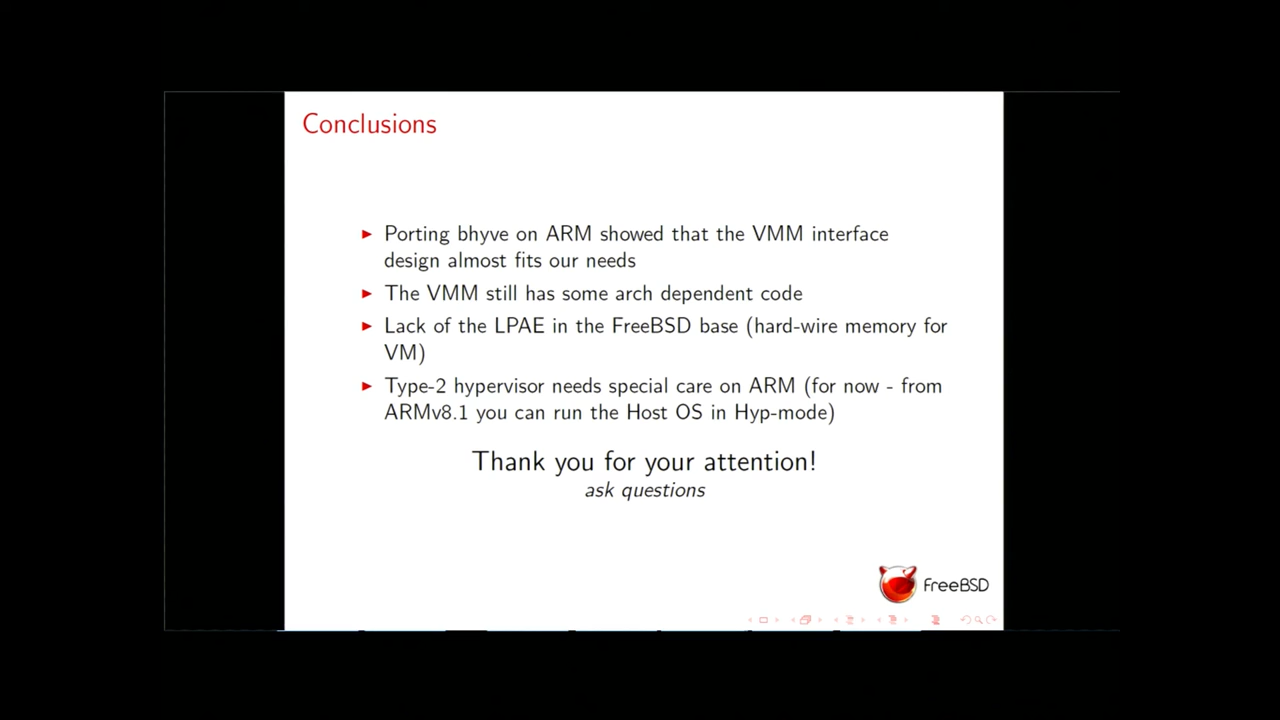 Conclusions
Porting bhyve on ARM showed that the VMM interface
design almost fits our needs
The VMM still has some arch dependent code
Lack of the LPAE in the FreeBSD base (hard-wire memory for
VM)
Type-2 hypervisor needs special care on ARM (for now - from
ARMv8.1 you can run the Host OS in Hyp-mode)
Thank you for your attention!
ask questions
FreeBSD